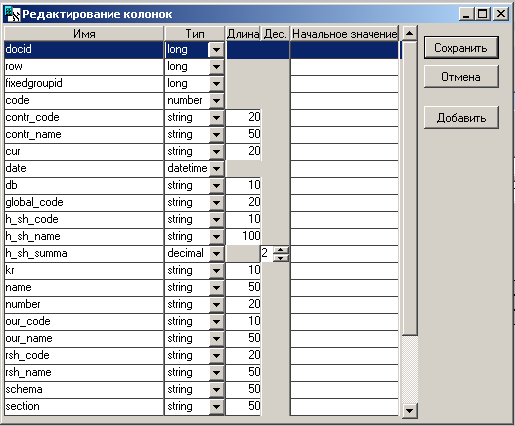 Редактирование колонок
Имя Тип Длина Дес. Начальное значение
docid long
row long
fixedgroupid long
code number
contr_code string 20
contr_name string 50
cur string 20
date datetime
db string 10
global_code string 20
h_sh_code string 10
h_sh_name string 100
h_sh_summa decimal 2
kr string 10
name string 50
number string 20
our_code string 10
our_name string 50
rsh_code string 20
rsh_name string 50
schema string 50
section string 50
Сохранить
Отмена
Добавить